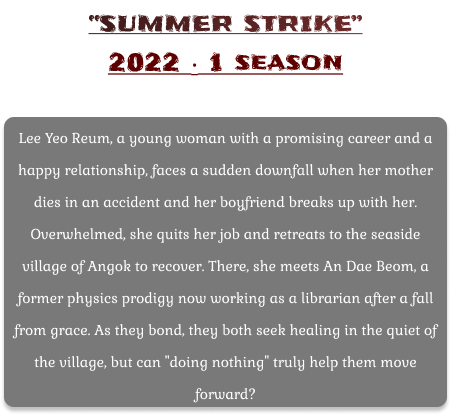 "SUMMER STRIKE"
2022 · 1 SEASON
Lee Yeo Reum, a young woman with a promising career and a
happy relationship, faces a sudden downfall when her mother
dies in an accident and her boyfriend breaks up with her.
Overwhelmed, she quits her job and retreats to the seaside
village of Angok to recover. There, she meets An Dae Beom, a
former physics prodigy now working as a librarian after a fall
from grace. As they bond, they both seek healing in the quiet of
the village, but can "doing nothing" truly help them move
forward?